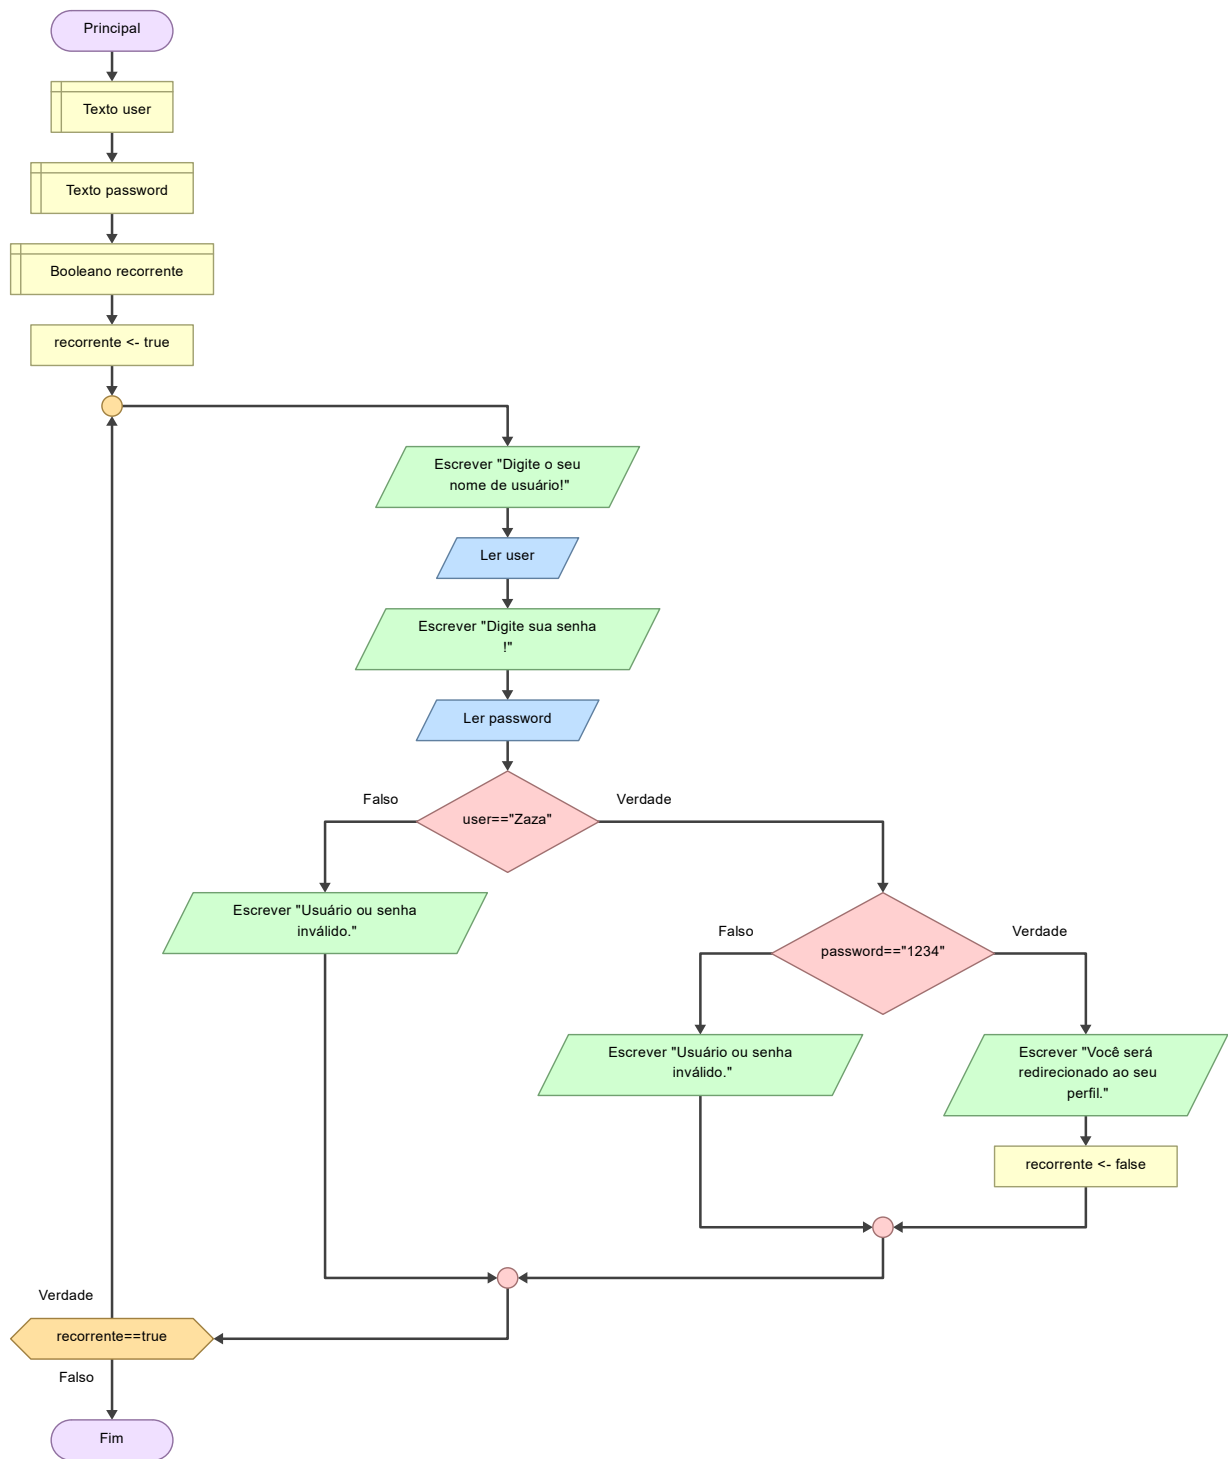 Principal
Texto user
Texto password
Booleano recorrente
recorrente <- true
Escrever "Digite o seu
nome de usuário!"
Ler user
Escrever "Digite sua senha
!"
Ler password
Falso
user=="Zaza"
Verdade
Escrever "Usuário ou senha
inválido."
Falso
password=="1234"
Verdade
Escrever "Usuário ou senha
inválido."
Escrever "Você será
redirecionado ao seu
perfil."
recorrente <- false
Verdade
recorrente==true
Falso
Fim